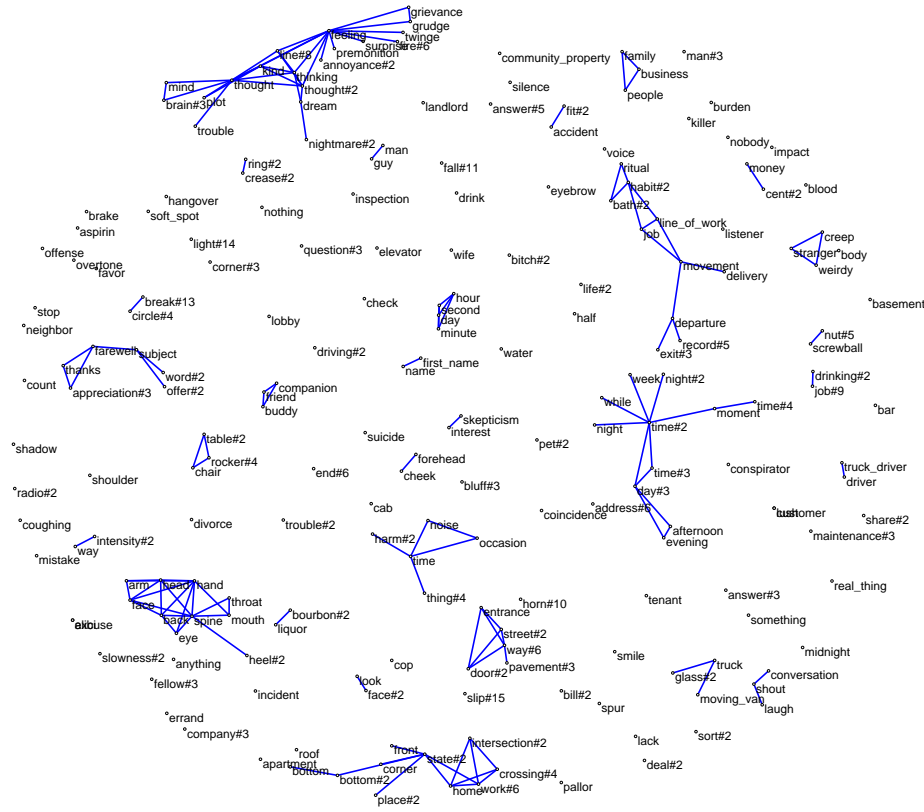 grievance
grudge
feeling
twinge
surprise
fire#6
premonition
annoyance#2
line#8
kind
thinking
thought
thought#2
mind
brain#3
plot
dream
trouble
nightmare#2
community_property
family
man#3
business
people
silence
landlord
answer#5
fit#2
accident
burden
killer
nobody
impact
man
guy
ring#2
crease#2
fall#11
voice
ritual
money
habit#2
eyebrow
cent#2
blood
bath#2
hangover
soft_spot
nothing
inspection
drink
brake
aspirin
line_of_work
job
listener
creep
offense
light#14
question#3
elevator
wife
bitch#2
stranger
body
weirdy
overtone
favor
corner#3
movement
delivery
break#13
circle#4
check
hour
second
day
minute
life#2
half
basement
stop
neighbor
lobby
departure
record#5
exit#3
nut#5
screwball
farewell
subject
driving#2
water
thanks
first_name
name
count
appreciation#3
word#2
offer#2
companion
friend
buddy
week
night#2
drinking#2
job#9
while
moment
time#4
bar
skepticism
interest
night
time#2
shadow
table#2
suicide
pet#2
rocker#4
chair
forehead
cheek
end#6
bluff#3
time#3
conspirator
truck_driver
driver
radio#2
shoulder
day#3
cab
coincidence
address#6
customer
share#2
coughing
divorce
trouble#2
noise
afternoon
evening
maintenance#3
intensity#2
way
mistake
harm#2
occasion
time
arm
head
hand
face
throat
thing#4
horn#10
tenant
answer#3
real_thing
back
spine
mouth
bourbon#2
liquor
entrance
something
eye
street#2
way#6
heel#2
slowness#2
anything
cop
door#2
pavement#3
smile
midnight
fellow#3
look
face#2
truck
glass#2
conversation
shout
incident
slip#15
bill#2
spur
moving_van
laugh
errand
company#3
lack
sort#2
roof
front
intersection#2
apartment
bottom
corner
state#2
deal#2
bottom#2
crossing#4
home
work#6
pallor
place#2